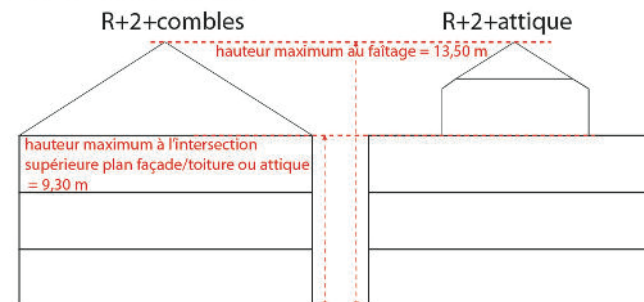 R+2+combles
R+2+attique
hauteur maximum au faîtage = 13,50 m
hauteur maximum à l'intersection
supérieure plan façade/toiture ou attique
= 9,30 m